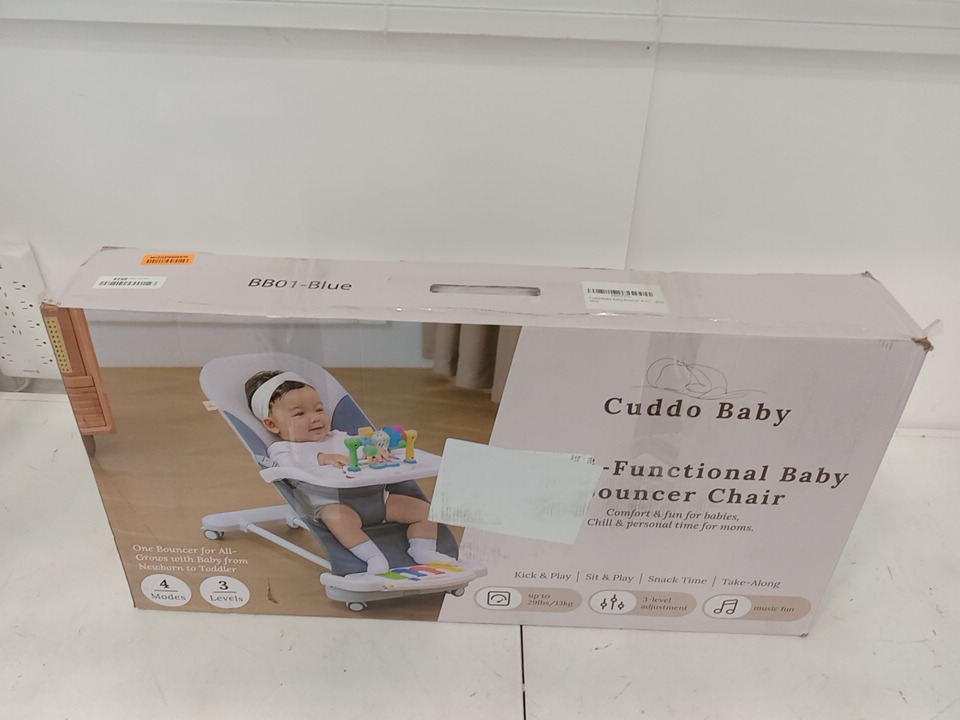 BB01-Blue
Cuddo Baby
-Functional Baby
ouncer Chair
Comfort & fun for babies,
Chill & personal time for moms.
One Bouncer for All-
Grows with Baby from
Newborn to Toddler
4
Modes
3
Levels
Kick & Play | Sit & Play | Snack Time | Take-Along
up to
29lbs/13kg
3-level
adjustment
music fun